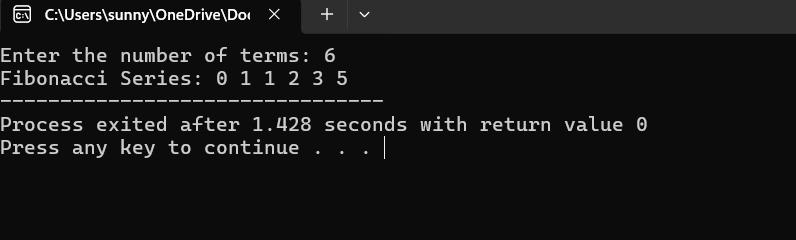 C:\Users\sunny\OneDrive\Doc
Enter the number of terms: 6
Fibonacci Series: 0 1 1 2 3 5
--------------------------------
Process exited after 1.428 seconds with return value 0
Press any key to continue . . .